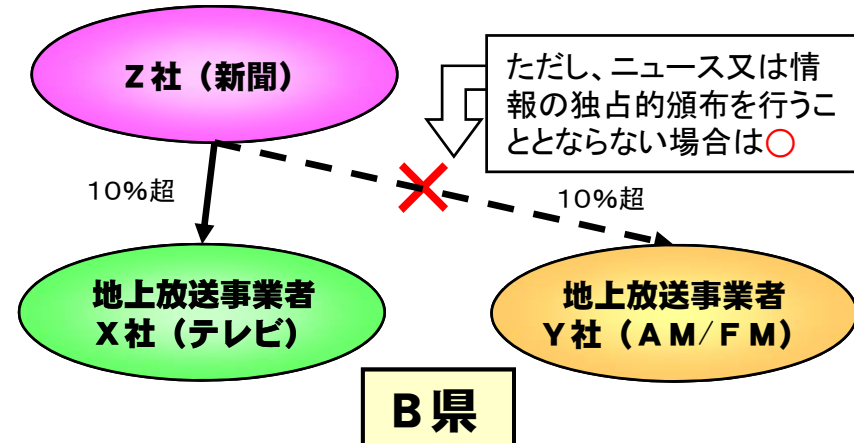 Z社（新聞）
ただし、ニュース又は情
報の独占的頒布を行うこ
ととならない場合は○
10%超
10%超
地上放送事業者
X社（テレビ）
地上放送事業者
Y社（AM/FM）
B県